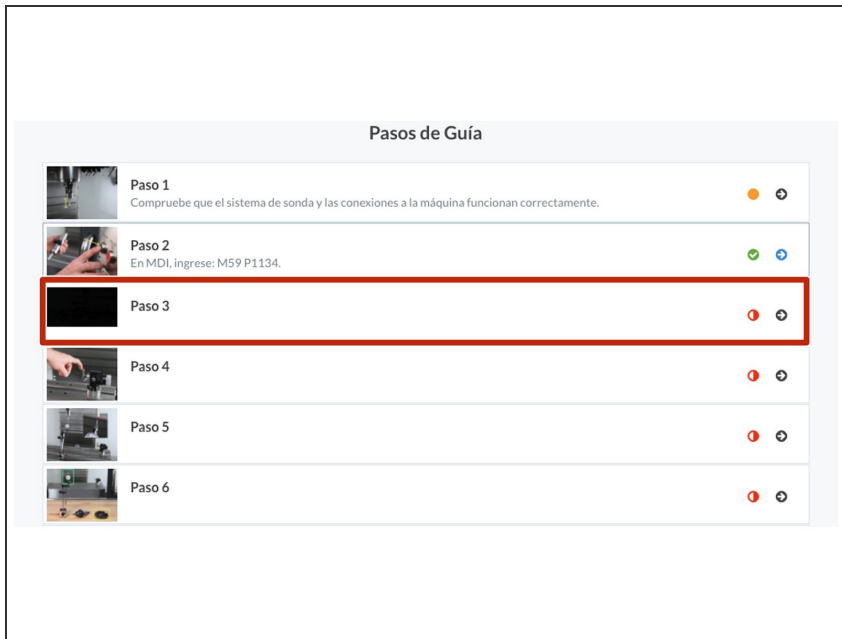 Pasos de Guía
Paso 1
Compruebe que el sistema de sonda y las conexiones a la máquina funcionan correctamente.
Paso 2
En MDI, ingrese: M59 P1134.
Paso 3
Paso 4
Paso 5
Paso 6